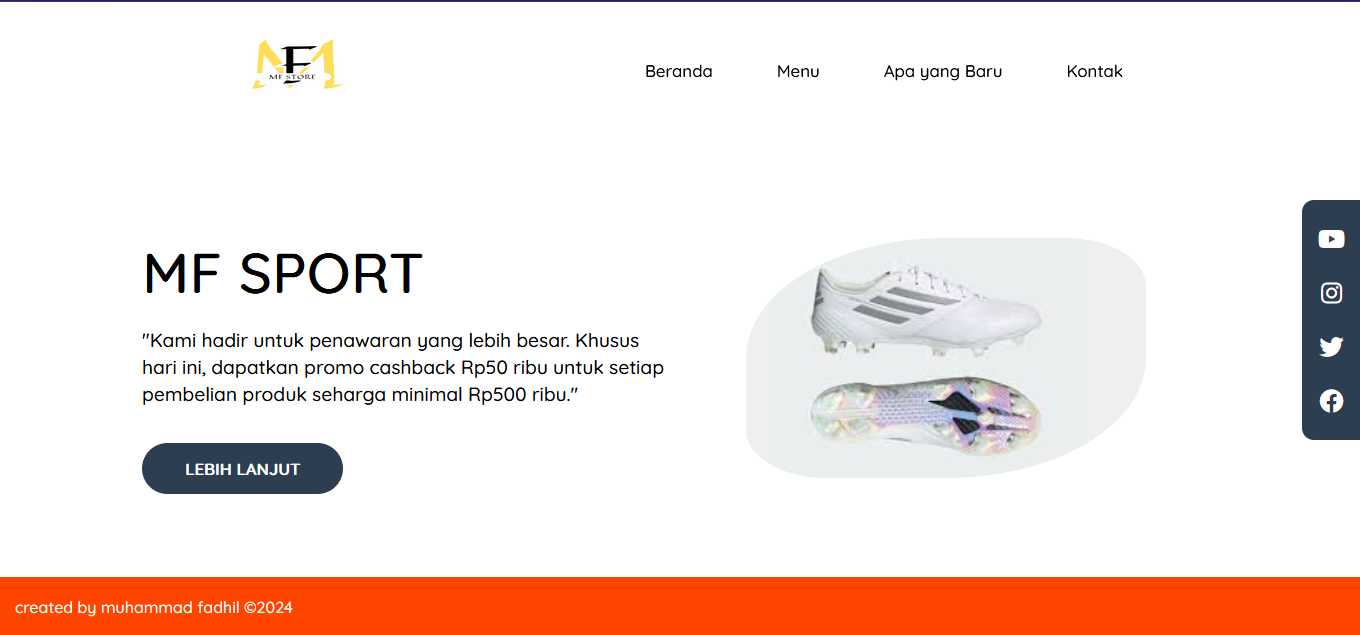 MF STORE
Beranda
Menu
Apa yang Baru
Kontak
MF SPORT
"Kami hadir untuk penawaran yang lebih besar. Khusus
hari ini, dapatkan promo cashback Rp50 ribu untuk setiap
pembelian produk seharga minimal Rp500 ribu."
LEBIH LANJUT
created by muhammad fadhil ©2024